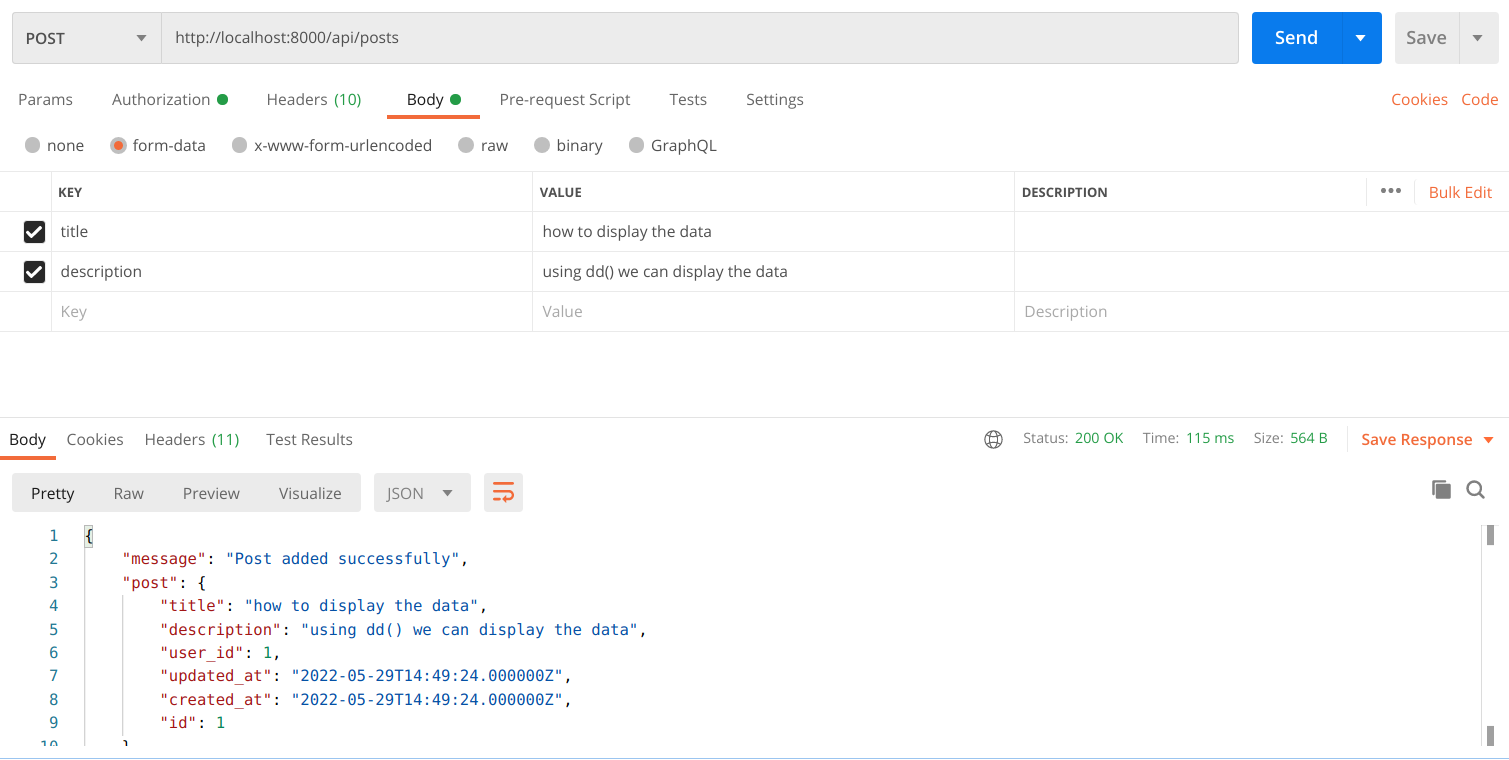 POST http://localhost:8000/api/posts Send Save
Params Authorization Headers (10) Body Pre-request Script Tests Settings Cookies Code
none form-data x-www-form-urlencoded raw binary GraphQL
KEY VALUE DESCRIPTION ••• Bulk Edit
title how to display the data
description using dd() we can display the data
Key Value Description
Body Cookies Headers (11) Test Results Status: 200 OK Time: 115 ms Size: 564 B Save Response
Pretty Raw Preview Visualize JSON
1 {
2 "message": "Post added successfully",
3 "post": {
4 "title": "how to display the data",
5 "description": "using dd() we can display the data",
6 "user_id": 1,
7 "updated_at": "2022-05-29T14:49:24.000000Z",
8 "created_at": "2022-05-29T14:49:24.000000Z",
9 "id": 1
10 }